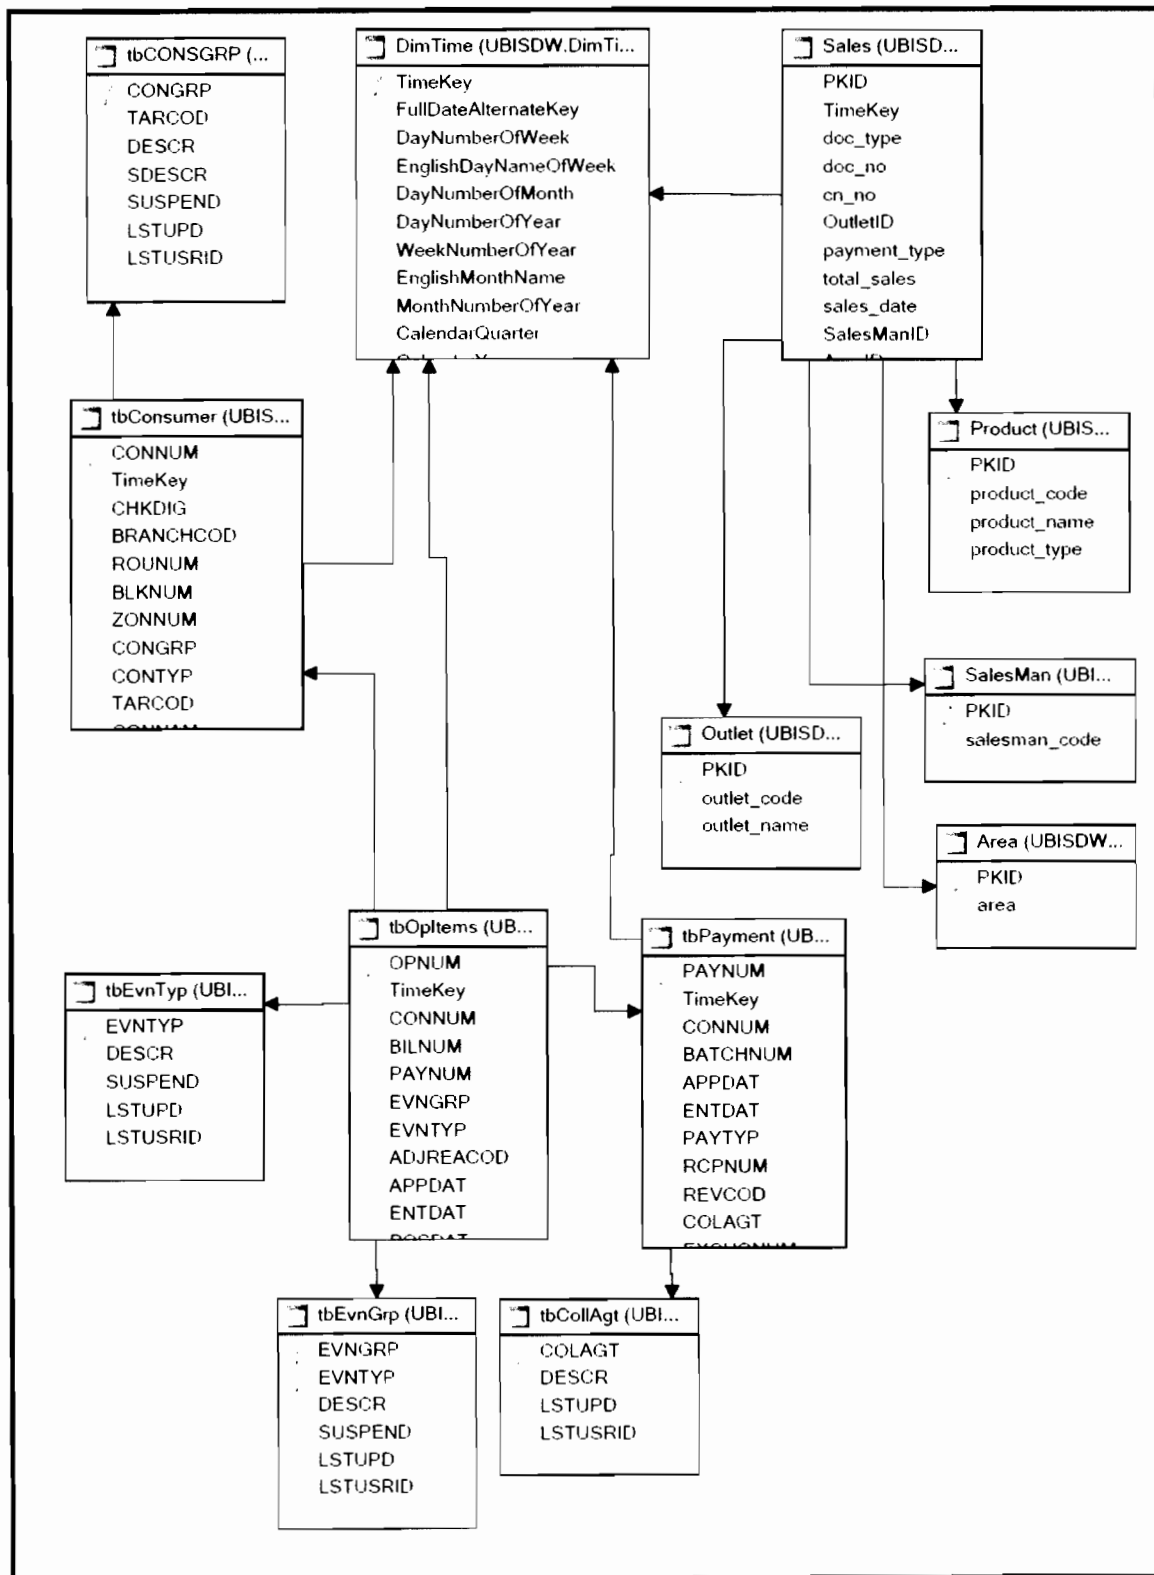 tbCONSGRP (...
CONGRP
TARCOD
DESCR
SDESCR
SUSPEND
LSTUPD
LSTUSRID
DimTime (UBISDW.DimTi...
TimeKey
FullDateAlternateKey
DayNumberOfWeek
EnglishDayNameOfWeek
DayNumberOfMonth
DayNumberOfYear
WeekNumberOfYear
EnglishMonthName
MonthNumberOfYear
CalendarQuarter
Sales (UBISD...
PKID
TimeKey
doc_type
doc_no
cn_no
OutletID
payment_type
total_sales
sales_date
SalesManID
tbConsumer (UBIS...
CONNUM
TimeKey
CHKDIG
BRANCHCOD
ROUNUM
BLKNUM
ZONNUM
CONGRP
CONTYP
TARCOD
Product (UBIS...
PKID
product_code
product_name
product_type
SalesMan (UBI...
PKID
salesman_code
Outlet (UBISD...
PKID
outlet_code
outlet_name
Area (UBISDW...
PKID
area
tbOpItems (UB...
OPNUM
TimeKey
CONNUM
BILNUM
PAYNUM
EVNGRP
EVNTYP
ADJREACOD
APPDAT
ENTDAT
tbPayment (UB...
PAYNUM
TimeKey
CONNUM
BATCHNUM
APPDAT
ENTDAT
PAYTYP
RCPNUM
REVCOD
COLAGT
tbEvnTyp (UBI...
EVNTYP
DESCR
SUSPEND
LSTUPD
LSTUSRID
tbEvnGrp (UBI...
EVNGRP
EVNTYP
DESCR
SUSPEND
LSTUPD
LSTUSRID
tbCollAgt (UBI...
COLAGT
DESCR
LSTUPD
LSTUSRID